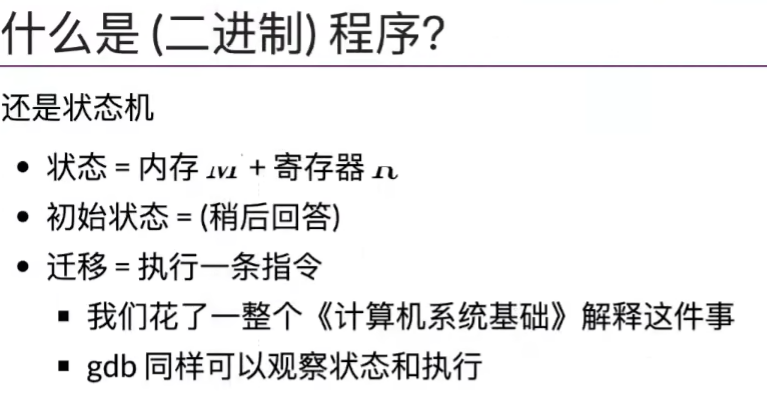 什么是 (二进制) 程序?
还是状态机
• 状态 = 内存 M + 寄存器 R
• 初始状态 = (稍后回答)
• 迁移 = 执行一条指令
▪ 我们花了一整个《计算机系统基础》解释这件事
▪ gdb 同样可以观察状态和执行